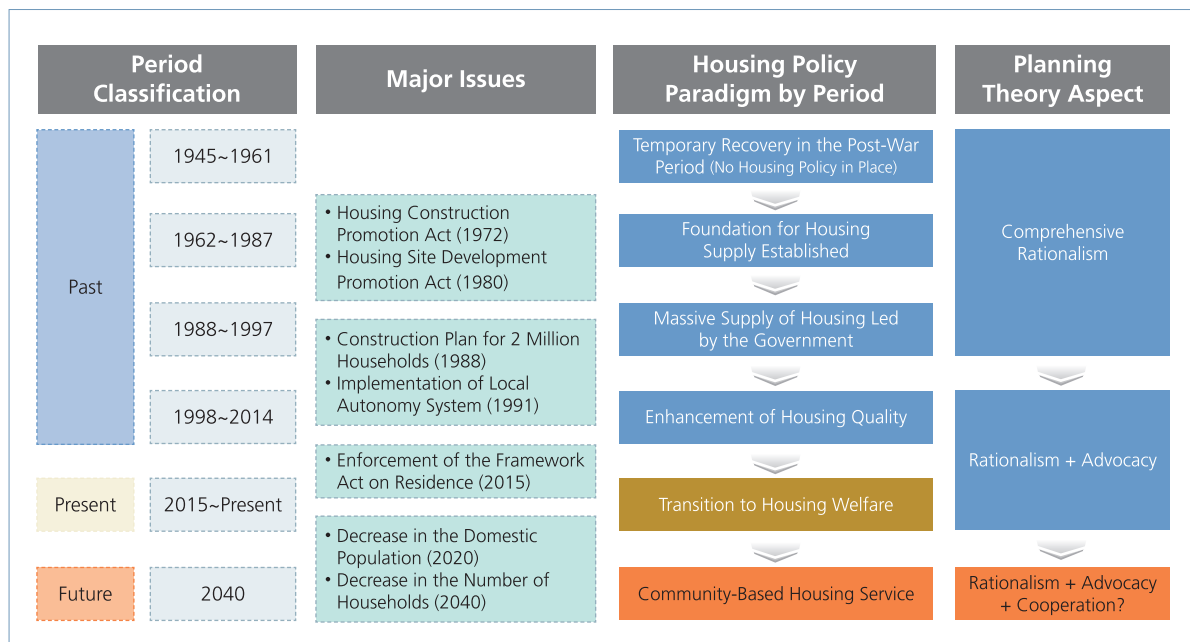 Period
Classification
Major Issues
Housing Policy
Paradigm by Period
Planning
Theory Aspect
Past
1945~1961
1962~1987
1988~1997
1998~2014
Present
2015~Present
Future
2040
• Housing Construction
Promotion Act (1972)
• Housing Site Development
Promotion Act (1980)
• Construction Plan for 2 Million
Households (1988)
• Implementation of Local
Autonomy System (1991)
• Enforcement of the Framework
Act on Residence (2015)
• Decrease in the Domestic
Population (2020)
• Decrease in the Number of
Households (2040)
Temporary Recovery in the Post-War
Period (No Housing Policy in Place)
Foundation for Housing
Supply Established
Massive Supply of Housing Led
by the Government
Enhancement of Housing Quality
Transition to Housing Welfare
Community-Based Housing Service
Comprehensive
Rationalism
Rationalism + Advocacy
Rationalism + Advocacy
+ Cooperation?